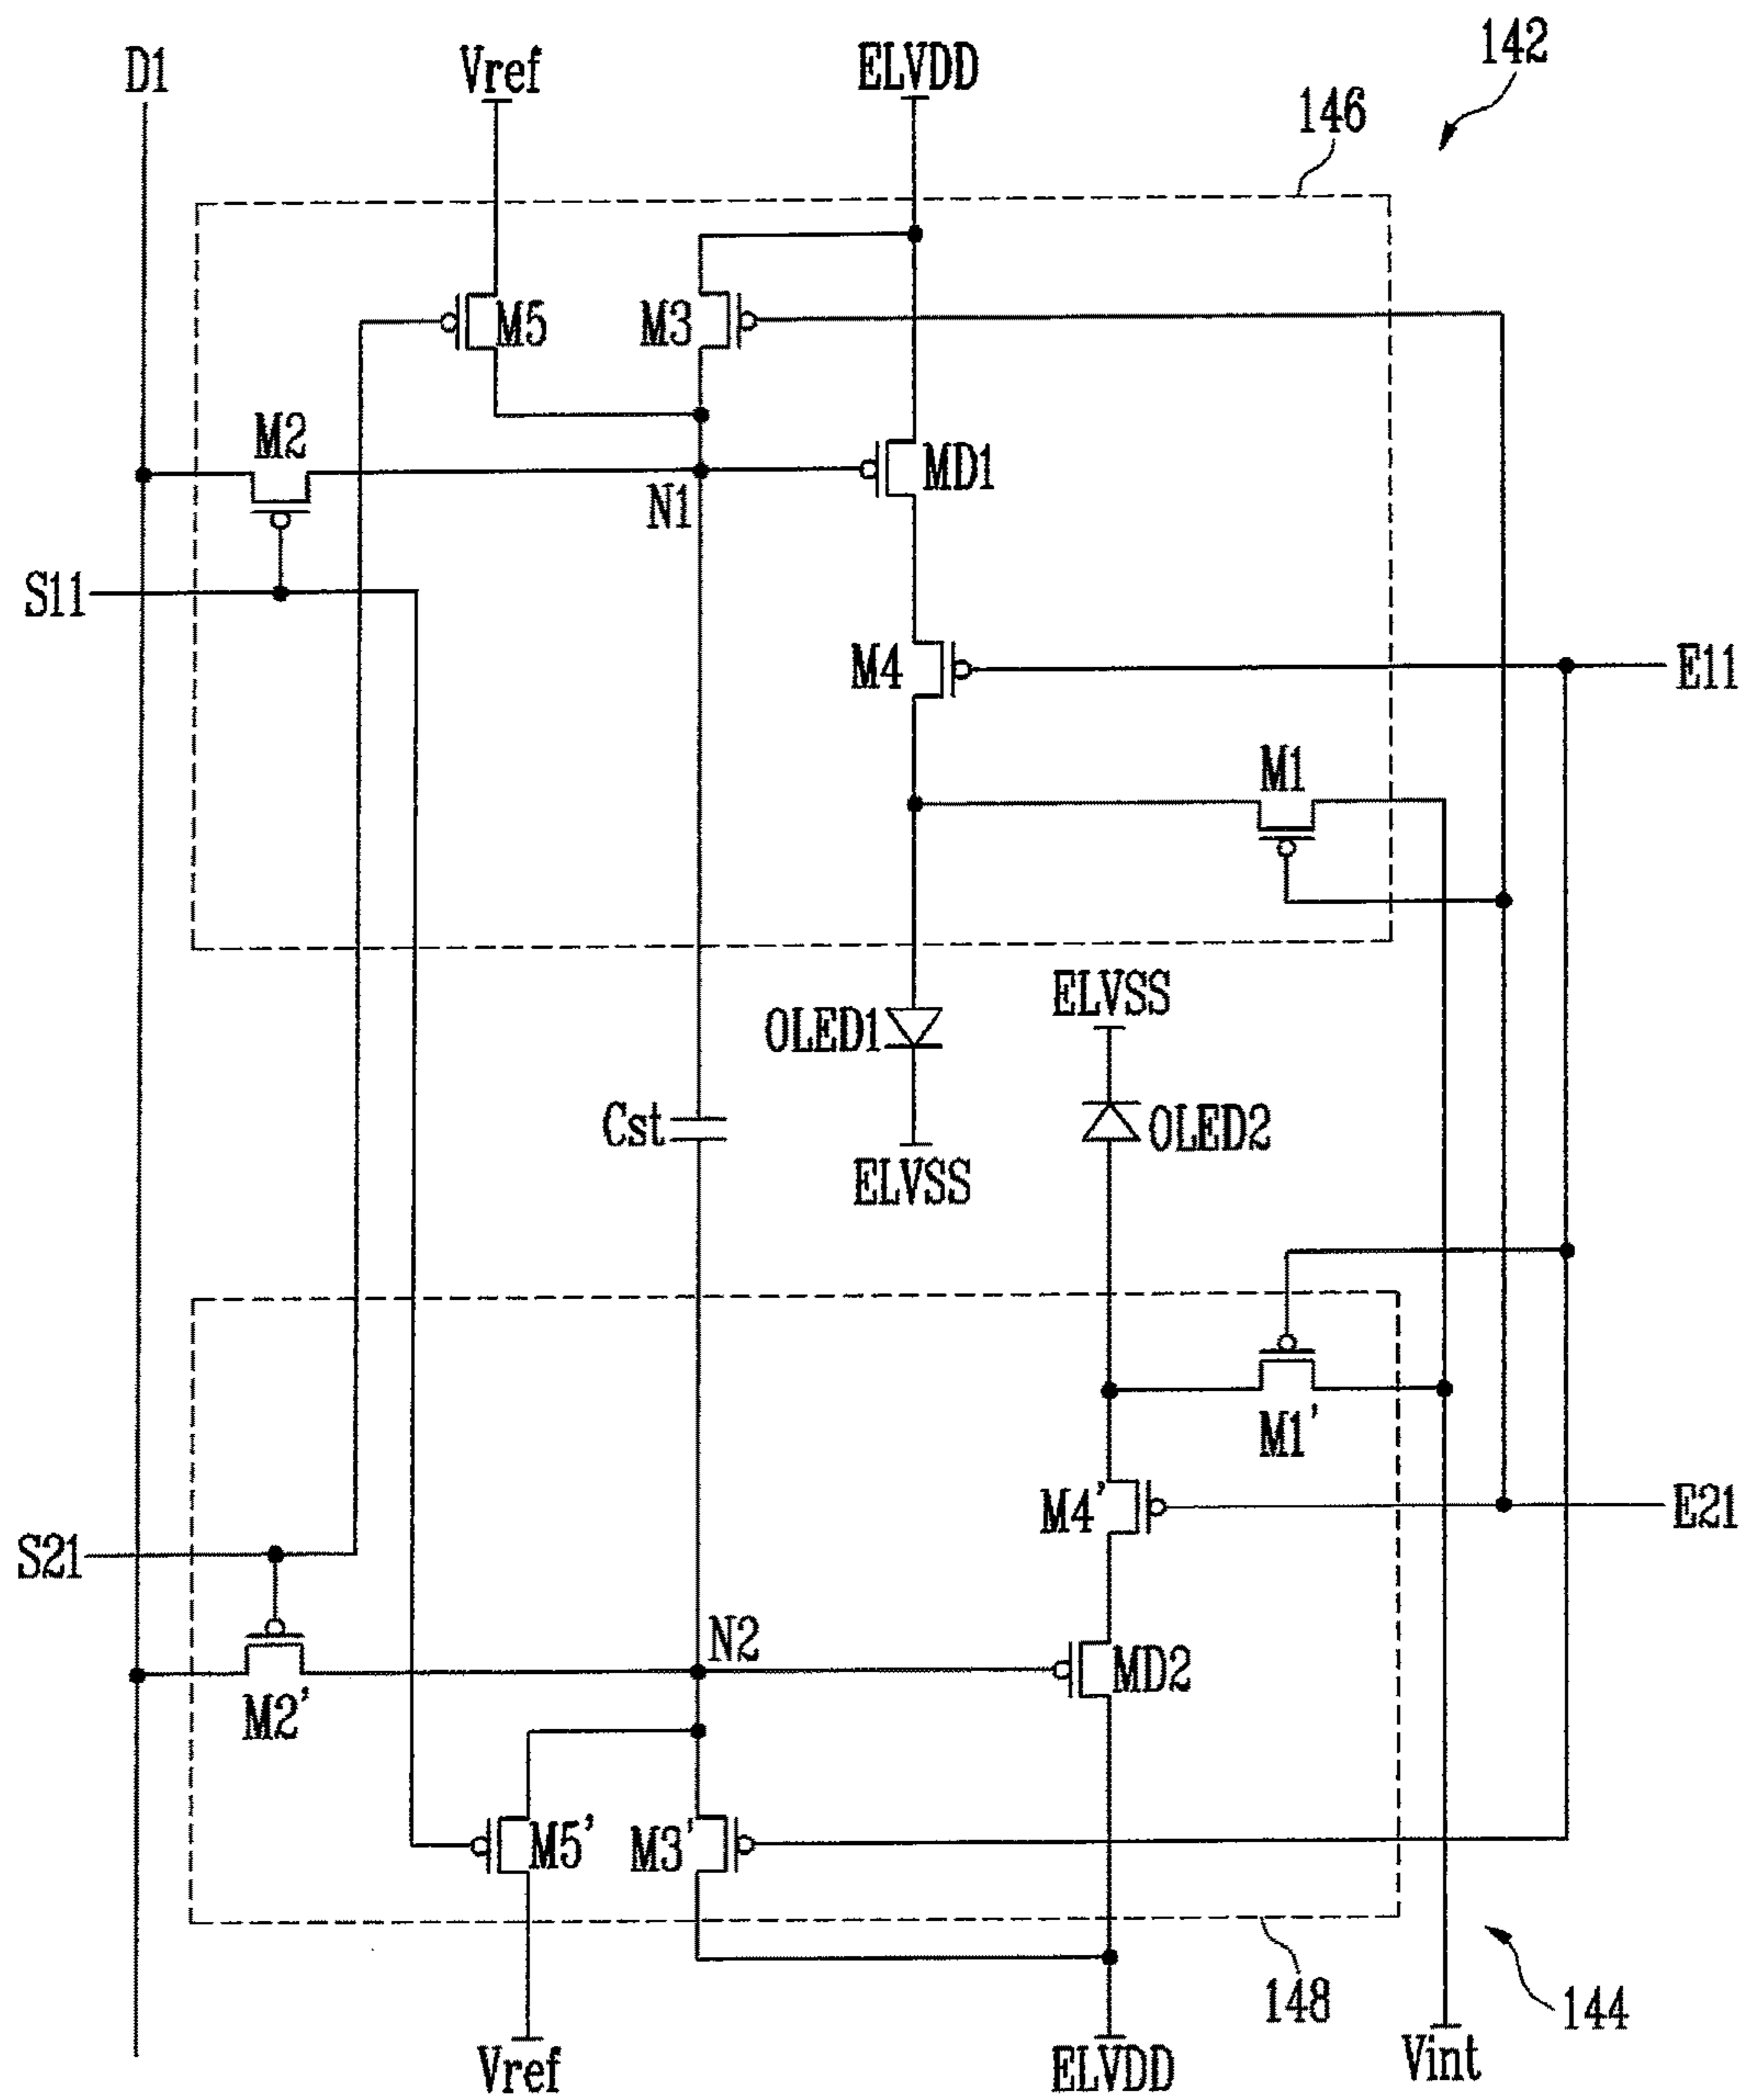 142
D1
Vref
ELVDD
146
M5
M3
M2
MD1
N1
S11
M4
E11
M1
ELVSS
OLED1
Cst
OLED2
ELVSS
M1'
M4'
E21
S21
N2
MD2
M2'
M5'
M3'
148
144
Vref
ELVDD
Vint